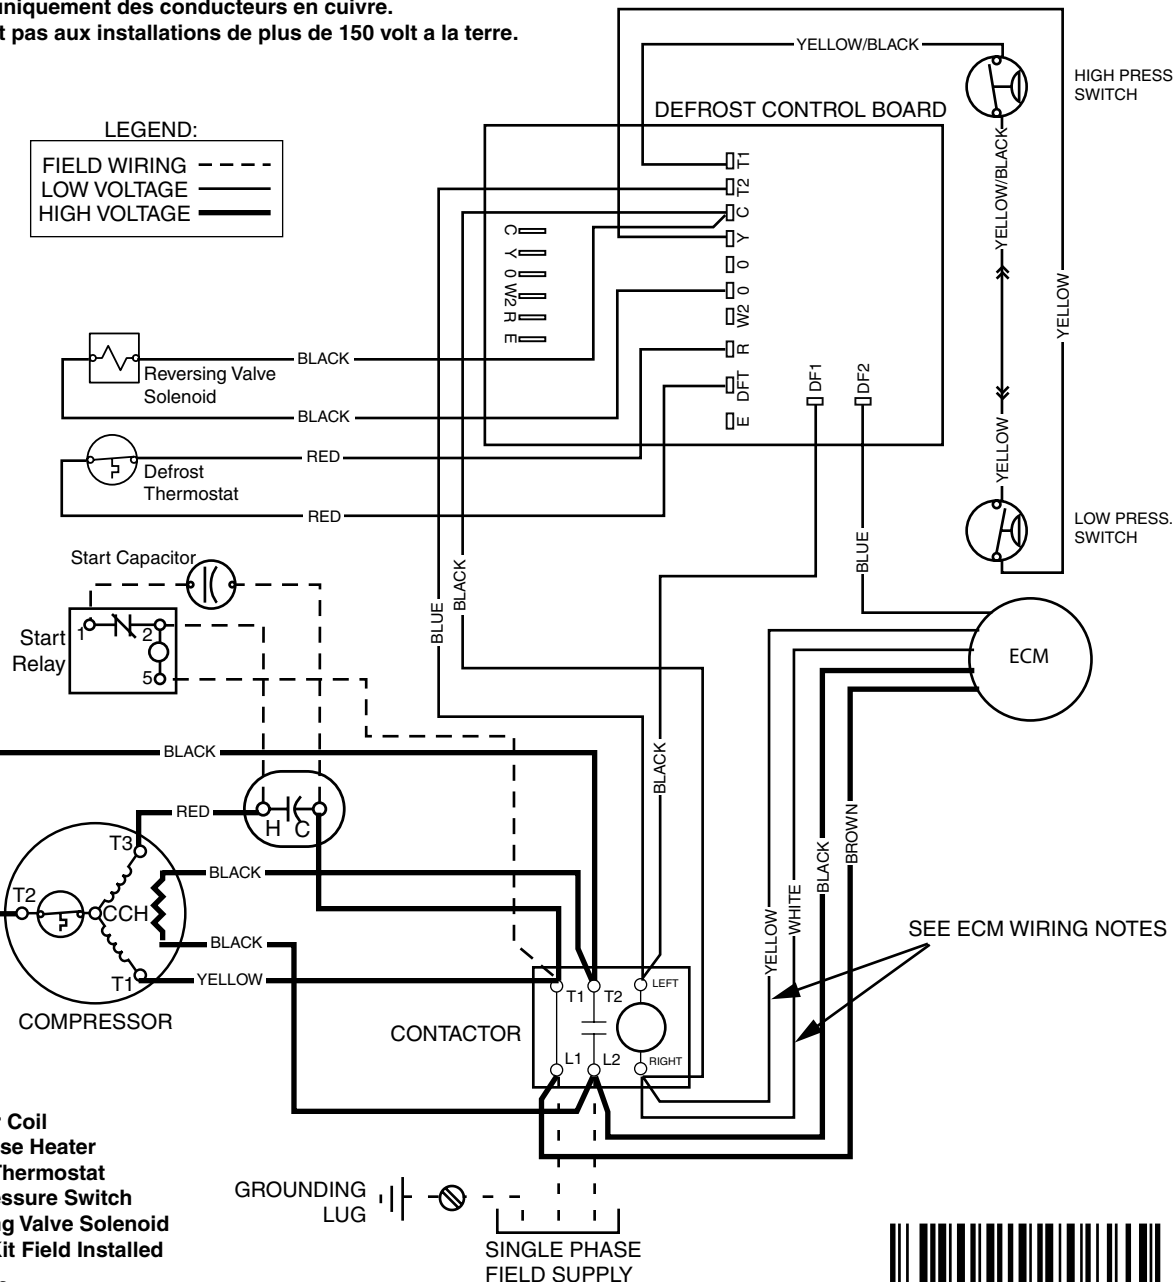 uniquement des conducteurs en cuivre.
t pas aux installations de plus de 150 volt a la terre.
LEGEND:
FIELD WIRING
LOW VOLTAGE
HIGH VOLTAGE
YELLOW/BLACK
HIGH PRESS
SWITCH
DEFROST CONTROL BOARD
T1
T2
C
Y
0
0
W2
R
DFT
E
C
Y
0
W2
R
E
DF1
DF2
YELLOW/BLACK
YELLOW
YELLOW
BLACK
Reversing Valve
Solenoid
BLACK
RED
Defrost
Thermostat
RED
LOW PRESS.
SWITCH
Start Capacitor
BLUE
BLACK
BLUE
Start
Relay
1
2
5
ECM
BLACK
BLACK
RED
H C
T3
BLACK
T2
CCH
BLACK
T1
YELLOW
COMPRESSOR
BLACK
BROWN
YELLOW
WHITE
SEE ECM WIRING NOTES
CONTACTOR
T1
T2
LEFT
L1
L2
RIGHT
Coil
se Heater
Thermostat
essure Switch
ng Valve Solenoid
Kit Field Installed
GROUNDING
LUG
SINGLE PHASE
FIELD SUPPLY